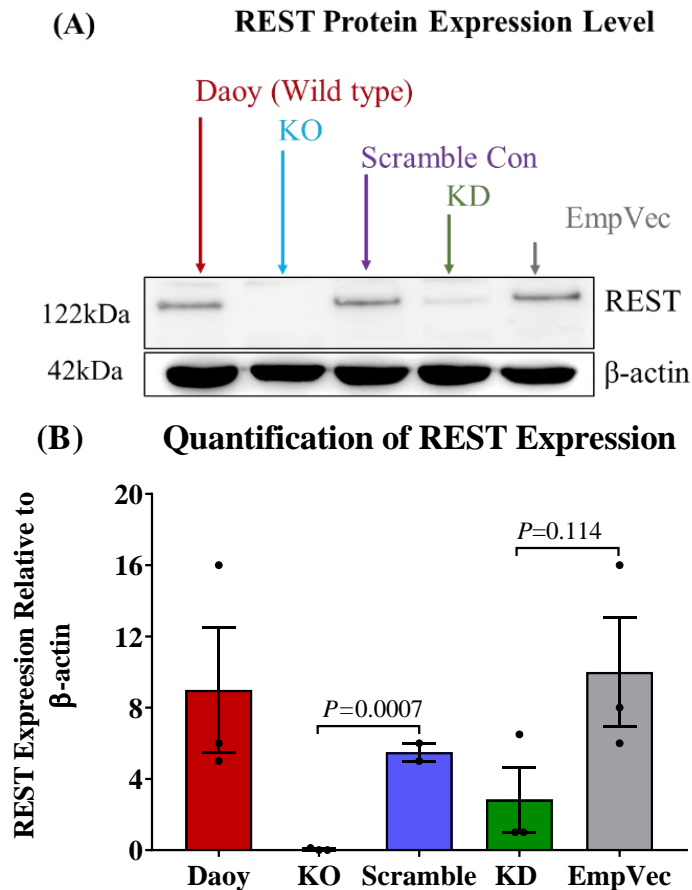 (A) REST Protein Expression Level
Daoy (Wild type)
KO
Scramble Con
KD
EmpVec
122kDa
REST
42kDa
β-actin
(B) Quantification of REST Expression
REST Expreesion Relative to
β-actin
20
16
12
8
4
0
P=0.0007
P=0.114
Daoy KO Scramble KD EmpVec